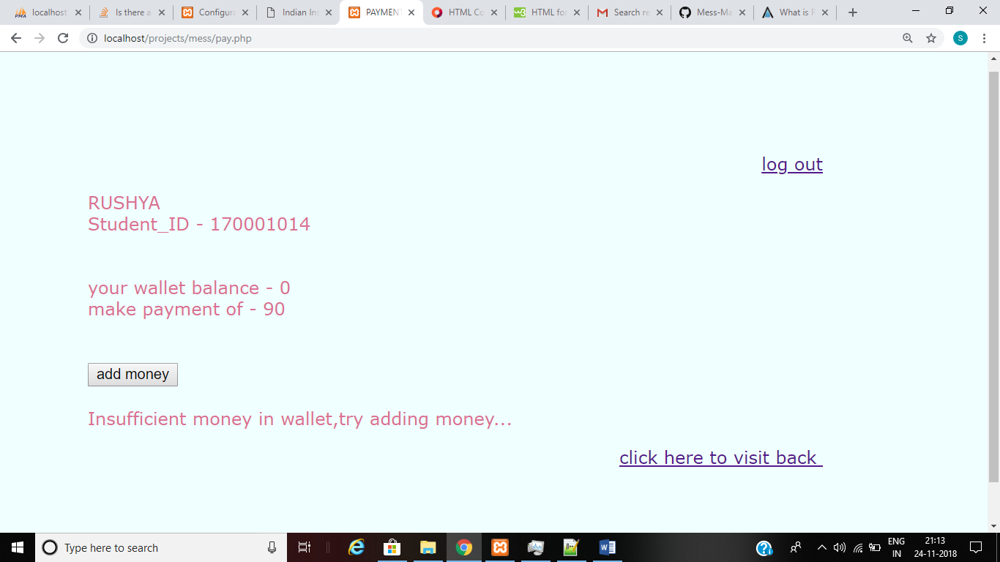 localhost
Is there a
Configura
Indian Ins
PAYMENT
HTML Co
HTML for
Search re
Mess-Ma
What is
localhost/projects/mess/pay.php
S
log out
RUSHYA
Student_ID - 170001014
your wallet balance - 0
make payment of - 90
add money
Insufficient money in wallet,try adding money...
click here to visit back
Type here to search
ENG
IN
21:13
24-11-2018